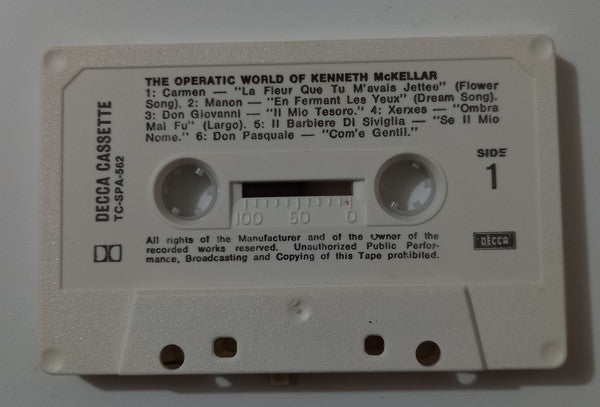 THE OPERATIC WORLD OF KENNETH McKELLAR
1: Carmen — "La Fleur Que Tu M'avais Jettee" (Flower
Song). 2: Manon — "En Fermant Les Yeux" (Dream Song).
3: Don Giovanni — "Il Mio Tesoro." 4: Xerxes — "Ombra
Mai Fu" (Largo). 5: Il Barbiere Di Siviglia — "Se Il Mio
Nome." 6: Don Pasquale — "Com'e Gentil."
DECCA CASSETTE
TC-SPA-562
SIDE
1
100 50 0
DECCA
All rights of the Manufacturer and of the Owner of the
recorded works reserved. Unauthorized Public Perfor-
mance, Broadcasting and Copying of this Tape prohibited.